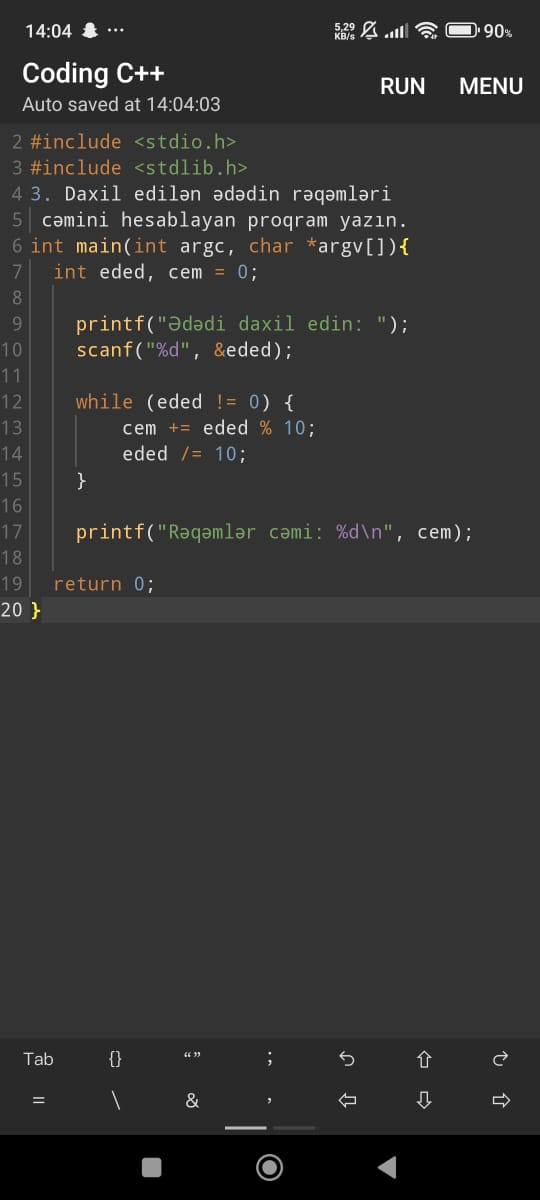 14:04 ... 5,29 KB/s 90%
Coding C++
RUN MENU
Auto saved at 14:04:03
2 #include <stdio.h>
3 #include <stdlib.h>
4 3. Daxil edilən ədədin rəqəmləri
5 cəmini hesablayan proqram yazın.
6 int main(int argc, char *argv[]){
7 int eded, cem = 0;
8
9 printf("Ədədi daxil edin: ");
10 scanf("%d", &eded);
11
12 while (eded != 0) {
13 cem += eded % 10;
14 eded /= 10;
15 }
16
17 printf("Rəqəmlər cəmi: %d\n", cem);
18
19 return 0;
20 }
Tab {} “” ;
= \ & ,